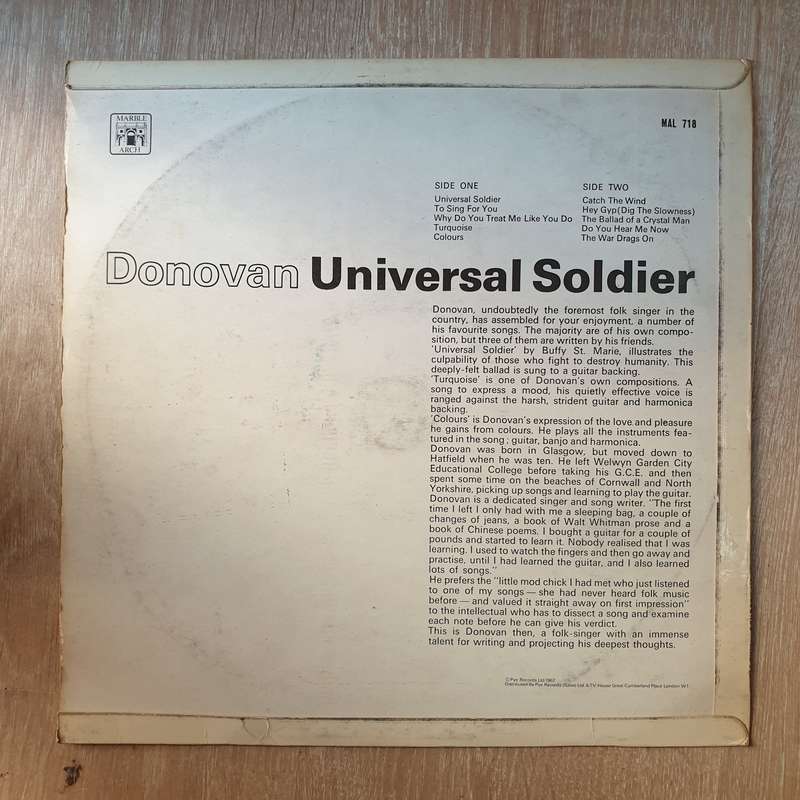 MARBLE
ARCH
MAL 718
SIDE ONE
Universal Soldier
To Sing For You
Why Do You Treat Me Like You Do
Turquoise
Colours
SIDE TWO
Catch The Wind
Hey Gyp(Dig The Slowness)
The Ballad of a Crystal Man
Do You Hear Me Now
The War Drags On
Donovan Universal Soldier
Donovan, undoubtedly the foremost folk singer in the
country, has assembled for your enjoyment, a number of
his favourite songs. The majority are of his own compo-
sition, but three of them are written by his friends.
'Universal Soldier' by Buffy St. Marie, illustrates the
culpability of those who fight to destroy humanity. This
deeply-felt ballad is sung to a guitar backing.
'Turquoise' is one of Donovan's own compositions. A
song to express a mood, his quietly effective voice is
ranged against the harsh, strident guitar and harmonica
backing.
'Colours' is Donovan's expression of the love and pleasure
he gains from colours. He plays all the instruments fea-
tured in the song; guitar, banjo and harmonica.
Donovan was born in Glasgow, but moved down to
Hatfield when he was ten. He left Welwyn Garden City
Educational College before taking his G.C.E. and then
spent some time on the beaches of Cornwall and North
Yorkshire, picking up songs and learning to play the guitar.
Donovan is a dedicated singer and song writer. "The first
time I left I only had with me a sleeping bag, a couple of
changes of jeans, a book of Walt Whitman prose and a
book of Chinese poems. I bought a guitar for a couple of
pounds and started to learn it. Nobody realised that I was
learning. I used to watch the fingers and then go away and
practise, until I had learned the guitar, and I also learned
lots of songs."
He prefers the "little mod chick I had met who just listened
to one of my songs — she had never heard folk music
before — and valued it straight away on first impression"
to the intellectual who has to dissect a song and examine
each note before he can give his verdict.
This is Donovan then, a folk-singer with an immense
talent for writing and projecting his deepest thoughts.
© Pye Records Ltd 1967
Distributed By Pye Records (Sales) Ltd. ATV House Great Cumberland Place London W1